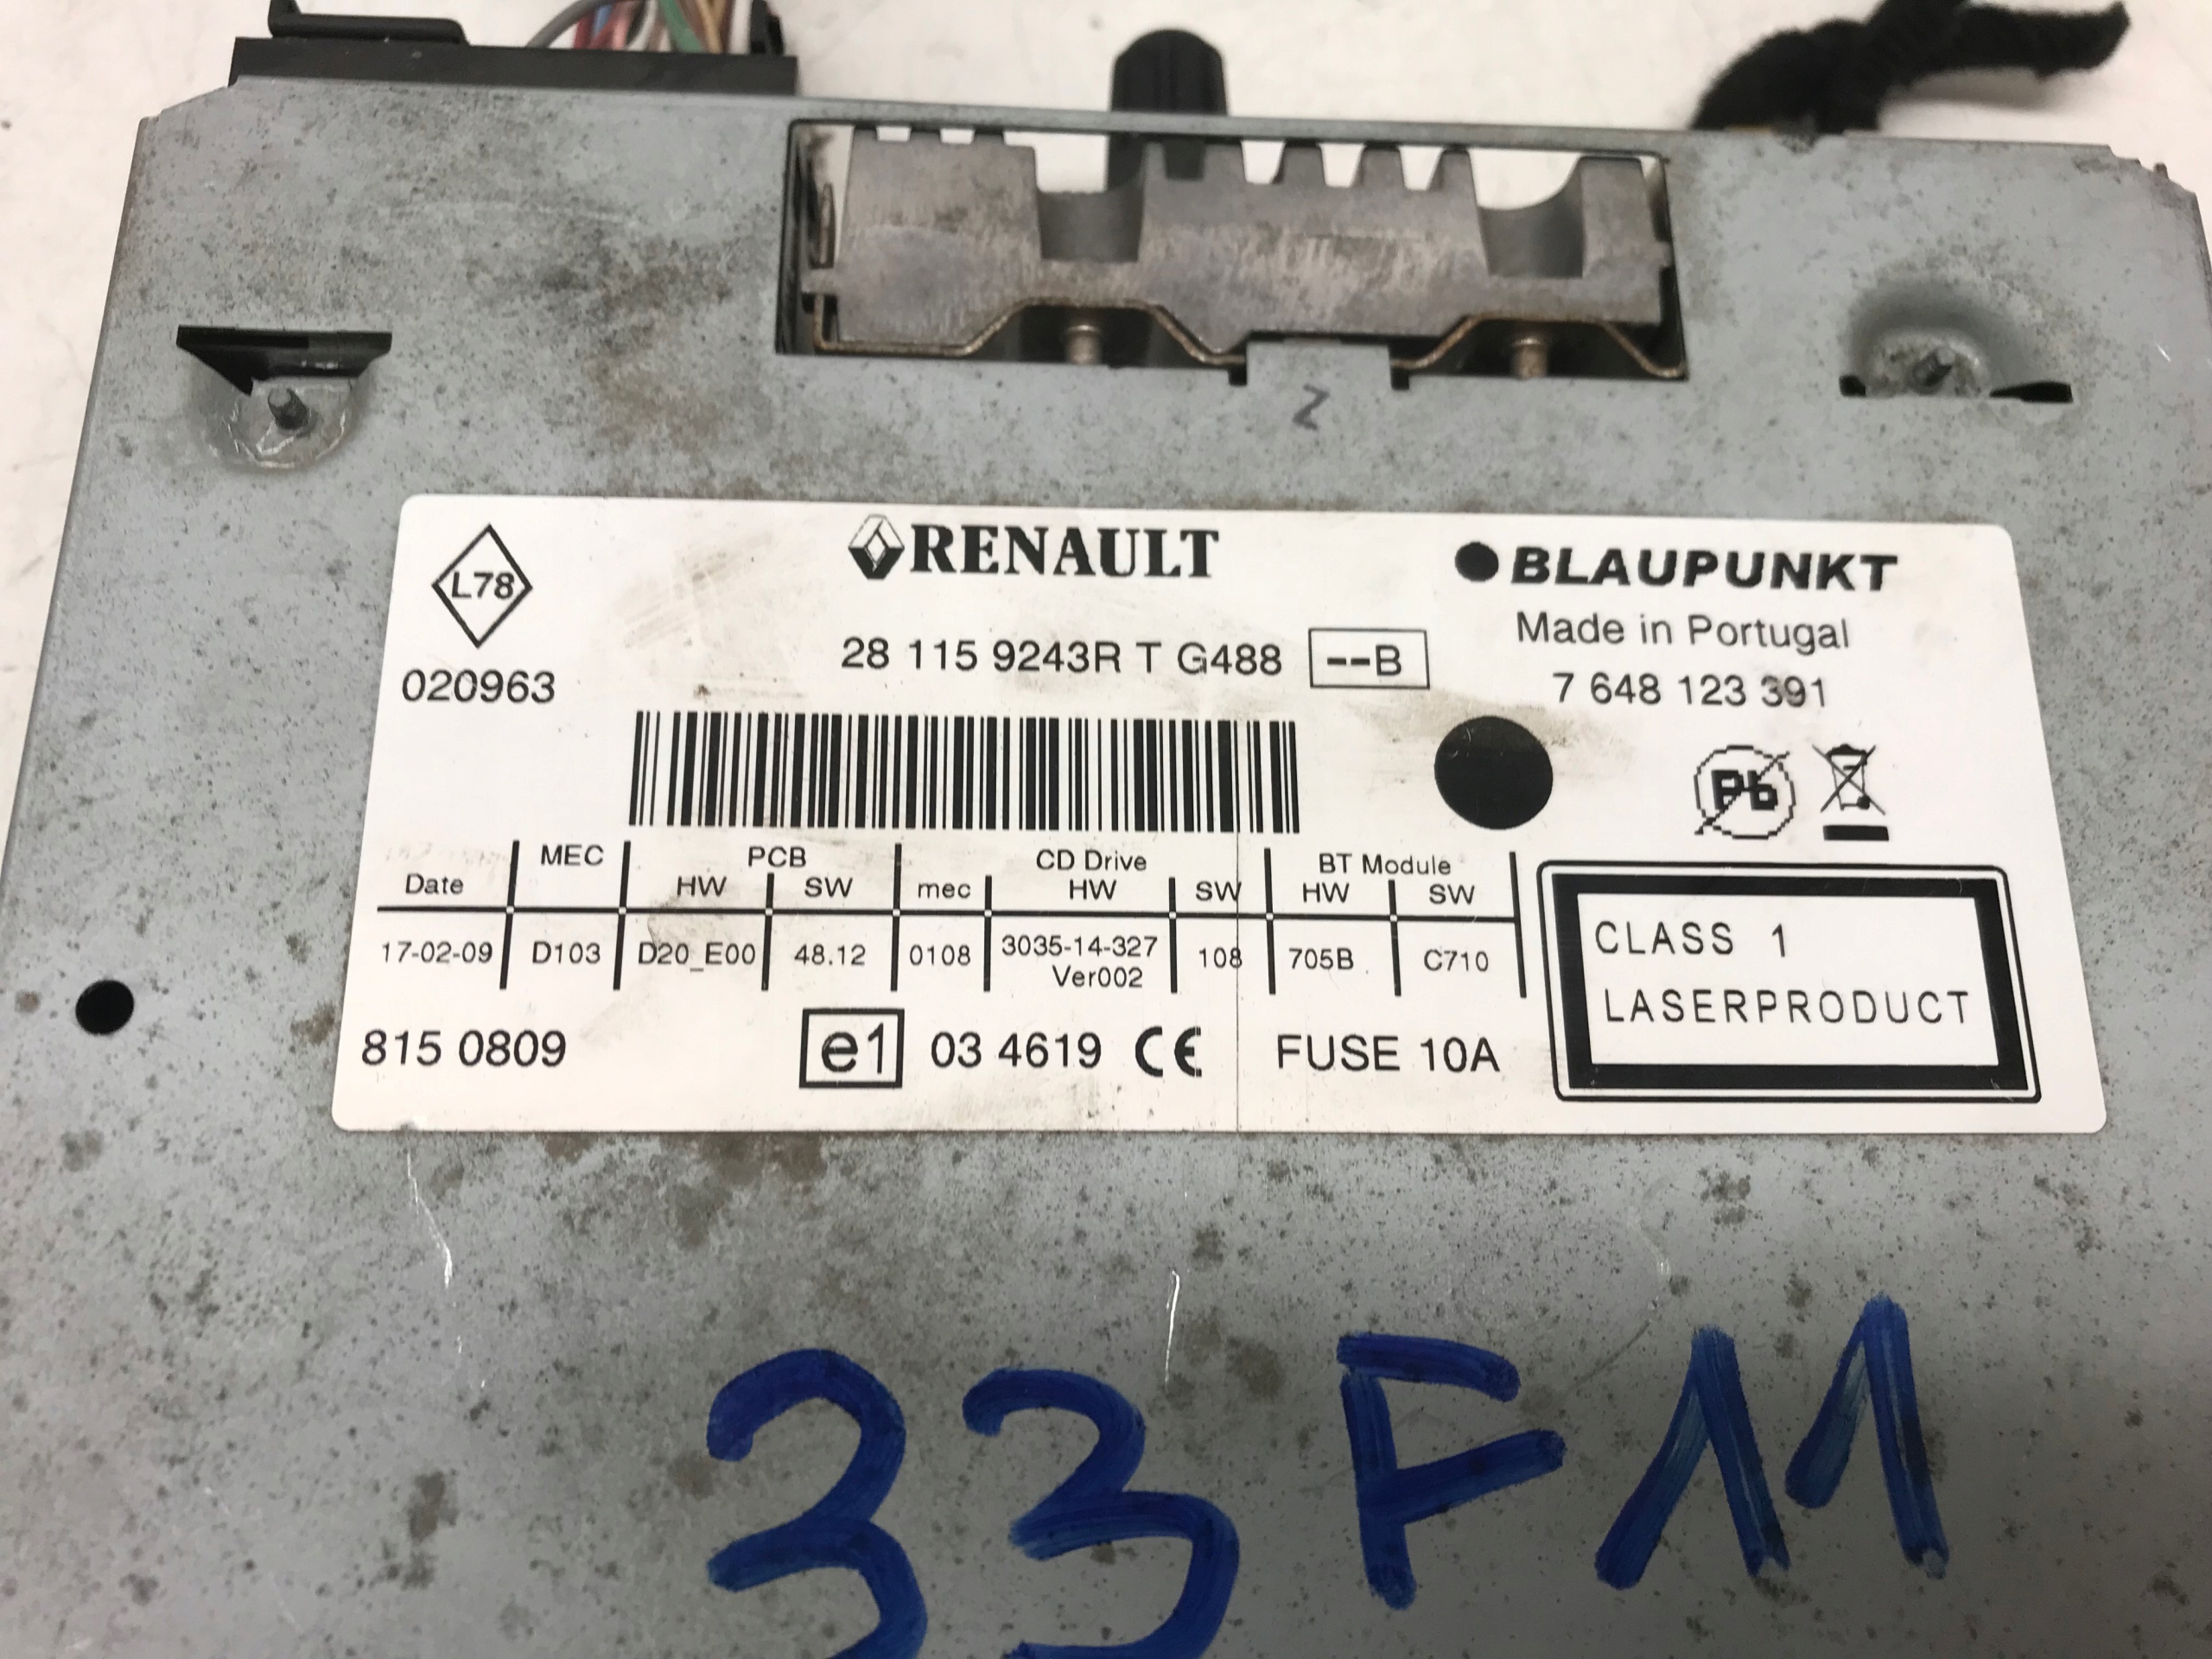 Z
L78
RENAULT
BLAUPUNKT
Made in Portugal
28 115 9243R T G488 --B
020963
7 648 123 391
Pb
MEC PCB CD Drive BT Module
Date HW SW mec HW SW HW SW
17-02-09 D103 D20_E00 48.12 0108 3035-14-327 108 705B C710
Ver002
CLASS 1
LASERPRODUCT
815 0809 e1 03 4619 CE FUSE 10A
33F11